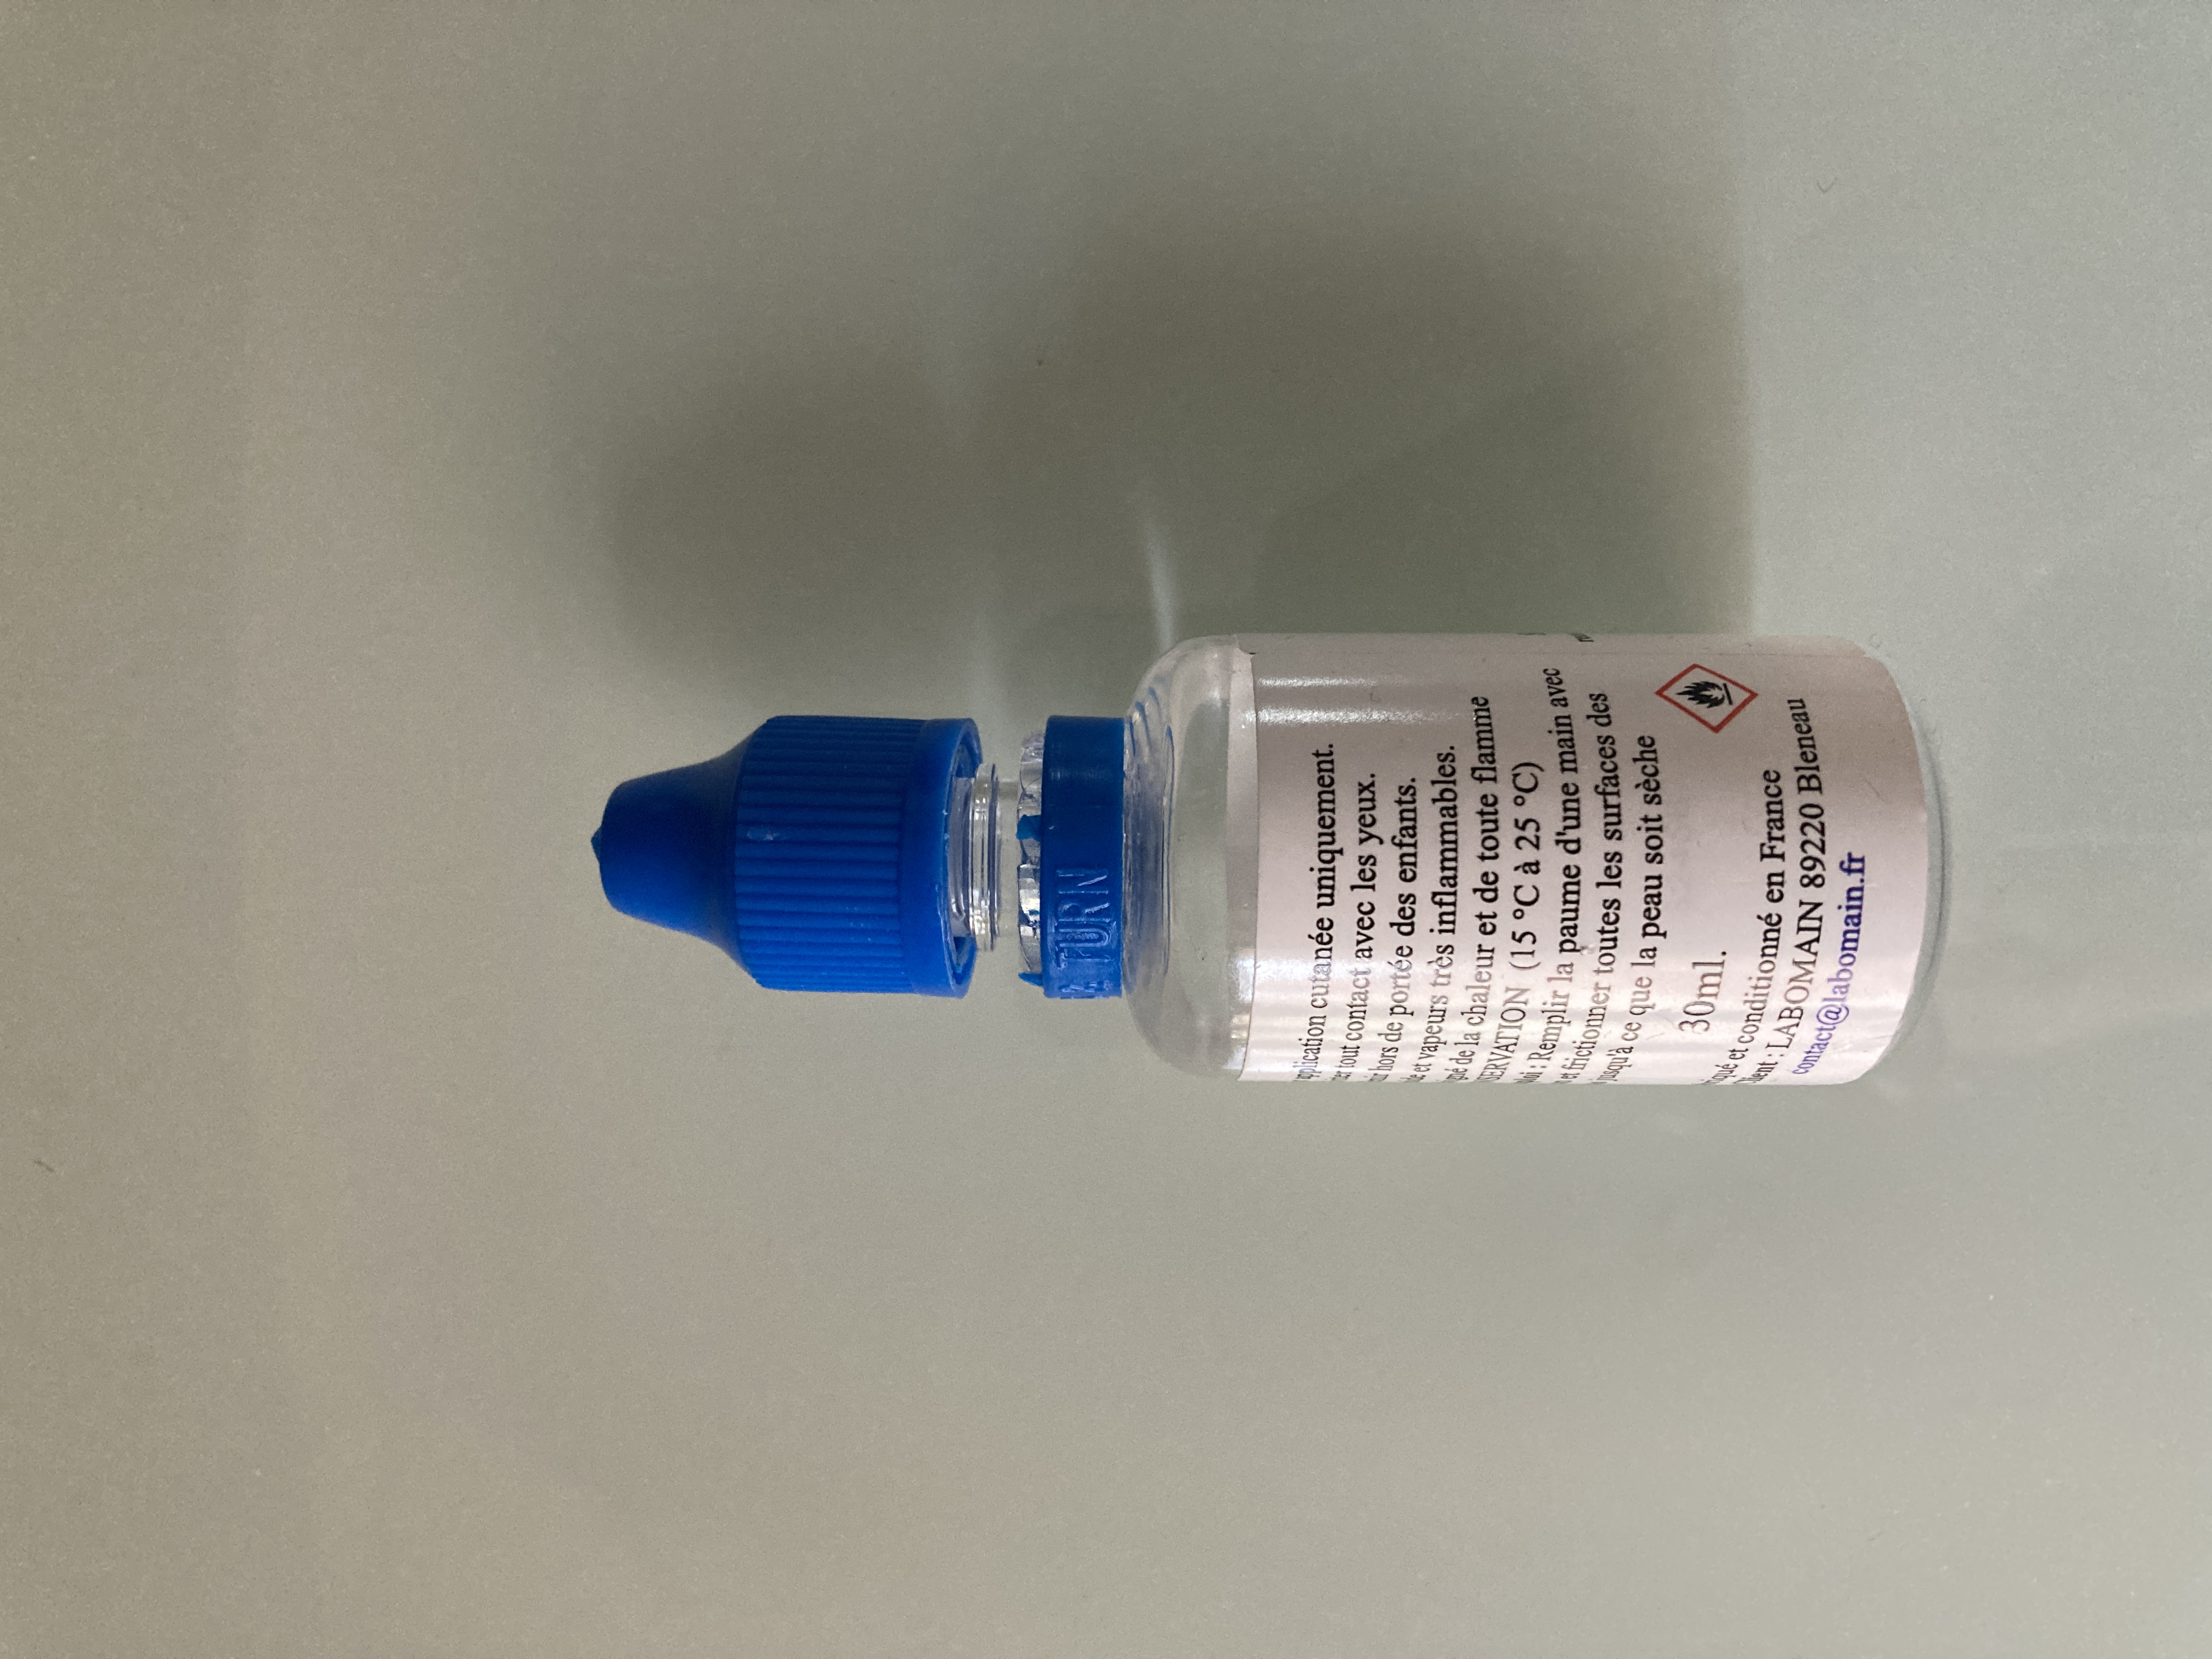 & TURN
application cutanée uniquement.
tout contact avec les yeux.
hors de portée des enfants.
et vapeurs très inflammables.
de la chaleur et de toute flamme
(15 °C à 25 °C)
: Remplir la paume d'une main avec
et frictionner toutes les surfaces des
jusqu'à ce que la peau soit sèche
30ml.
et conditionné en France
: LABOMAIN 89220 Bleneau
contact@labomain.fr